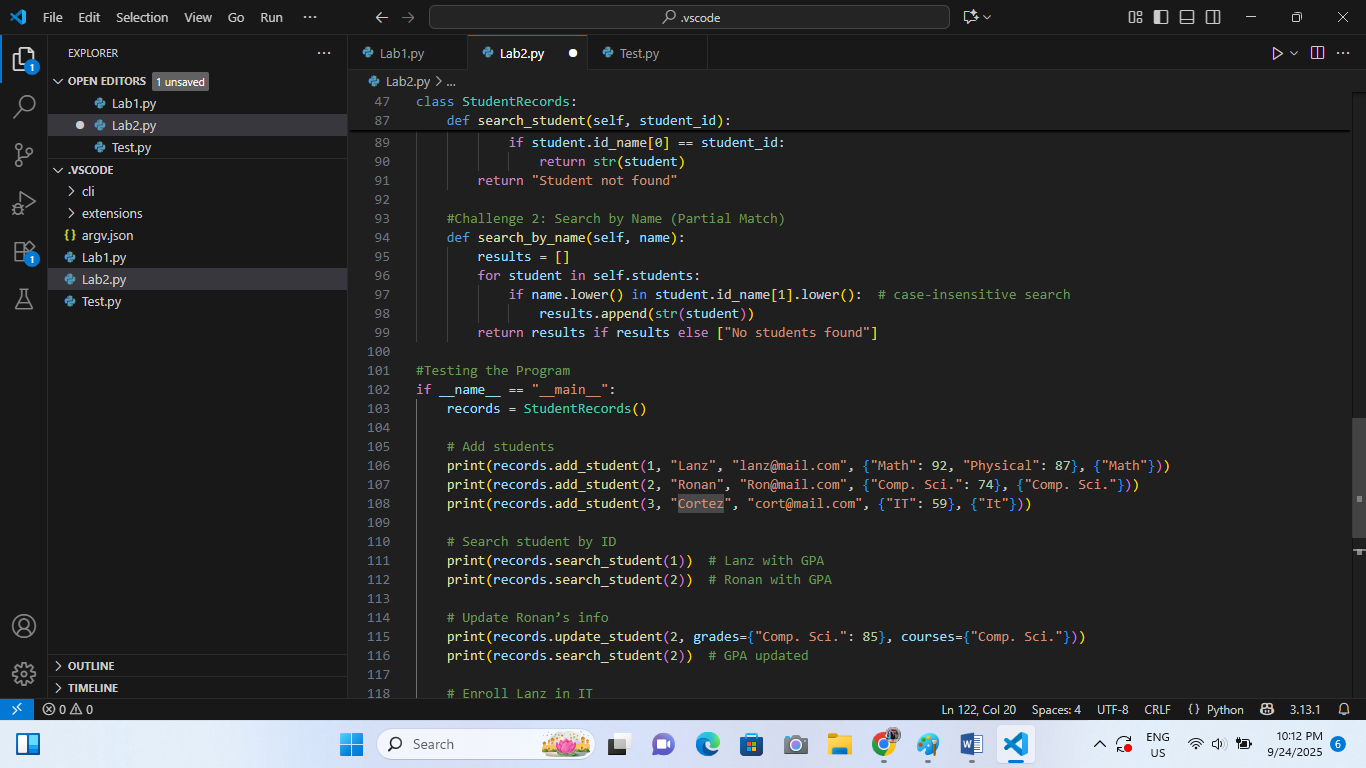 File Edit Selection View Go Run ···
.vscode
EXPLORER ···
OPEN EDITORS 1 unsaved
Lab1.py
Lab2.py
Test.py
.VSCODE
cli
extensions
{} argv.json
Lab1.py
Lab2.py
Test.py
OUTLINE
TIMELINE
1
1
Lab1.py Lab2.py Test.py
Lab2.py > ...
47 class StudentRecords:
87 def search_student(self, student_id):
89 if student.id_name[0] == student_id:
90 return str(student)
91 return "Student not found"
92
93 #Challenge 2: Search by Name (Partial Match)
94 def search_by_name(self, name):
95 results = []
96 for student in self.students:
97 if name.lower() in student.id_name[1].lower():  # case-insensitive search
98 results.append(str(student))
99 return results if results else ["No students found"]
100
101 #Testing the Program
102 if __name__ == "__main__":
103 records = StudentRecords()
104
105 # Add students
106 print(records.add_student(1, "Lanz", "lanz@mail.com", {"Math": 92, "Physical": 87}, {"Math"}))
107 print(records.add_student(2, "Ronan", "Ron@mail.com", {"Comp. Sci.": 74}, {"Comp. Sci."}))
108 print(records.add_student(3, "Cortez", "cort@mail.com", {"IT": 59}, {"It"}))
109
110 # Search student by ID
111 print(records.search_student(1))  # Lanz with GPA
112 print(records.search_student(2))  # Ronan with GPA
113
114 # Update Ronan’s info
115 print(records.update_student(2, grades={"Comp. Sci.": 85}, courses={"Comp. Sci."}))
116 print(records.search_student(2))  # GPA updated
117
118 # Enroll Lanz in IT
0 0
Ln 122, Col 20 Spaces: 4 UTF-8 CRLF {} Python 3.13.1
Search
ENG
US
10:12 PM
9/24/2025
6